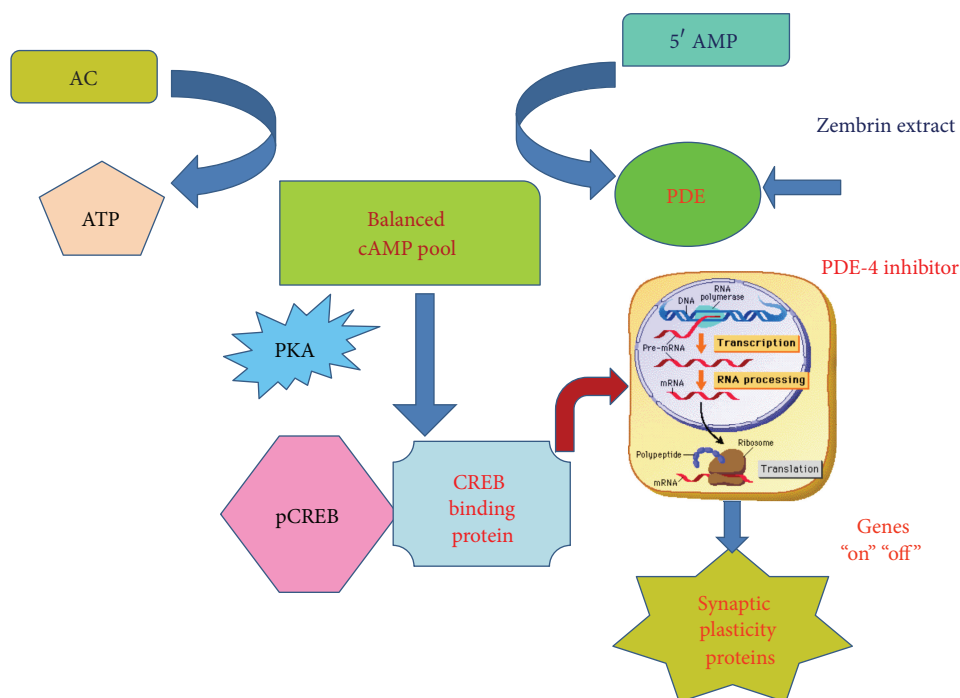 5′ AMP
AC
Zembrin extract
PDE
ATP
Balanced
cAMP pool
PDE-4 inhibitor
RNA
polymerase
DNA
PKA
Pre-mRNA
Transcription
RNA processing
mRNA
Ribosome
Polypeptide
Translation
mRNA
CREB
binding
protein
pCREB
Genes
“on” “off”
Synaptic
plasticity
proteins